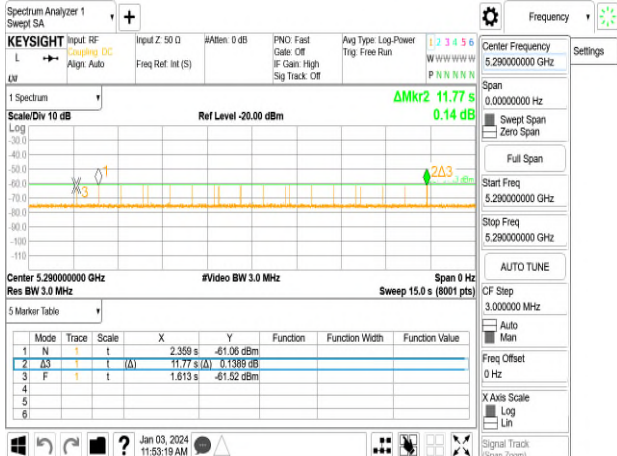 Spectrum Analyzer 1
Swept SA
Frequency
KEYSIGHT
L
Input: RF
Coupling: DC
Align: Auto
Input Z: 50 Ω
Freq Ref: Int (S)
#Atten: 0 dB
PNO: Fast
Gate: Off
IF Gain: High
Sig Track: Off
Avg Type: Log-Power
Trig: Free Run
1 2 3 4 5 6
W W W W W W
P N N N N N
Center Frequency
5.290000000 GHz
Settings
Span
0.00000000 Hz
Swept Span
Zero Span
Full Span
Start Freq
5.290000000 GHz
Stop Freq
5.290000000 GHz
AUTO TUNE
CF Step
3.000000 MHz
Auto
Man
Freq Offset
0 Hz
X Axis Scale
Log
Lin
Signal Track
(Span Zoom)
1 Spectrum
Scale/Div 10 dB
Ref Level -20.00 dBm
ΔMkr2 11.77 s
0.14 dB
Log
-30.0
-40.0
-50.0
-60.0
-70.0
-80.0
-90.0
-100
-110
1
3
2Δ3
dBm
Center 5.290000000 GHz
#Video BW 3.0 MHz
Span 0 Hz
Res BW 3.0 MHz
Sweep 15.0 s (8001 pts)
5 Marker Table
Mode Trace Scale X Y Function Function Width Function Value
1 N 1 t 2.359 s -61.06 dBm
2 Δ3 1 t (Δ) 11.77 s (Δ) 0.1389 dB
3 F 1 t 1.613 s -61.52 dBm
4
5
6
?
Jan 03, 2024
11:53:19 AM